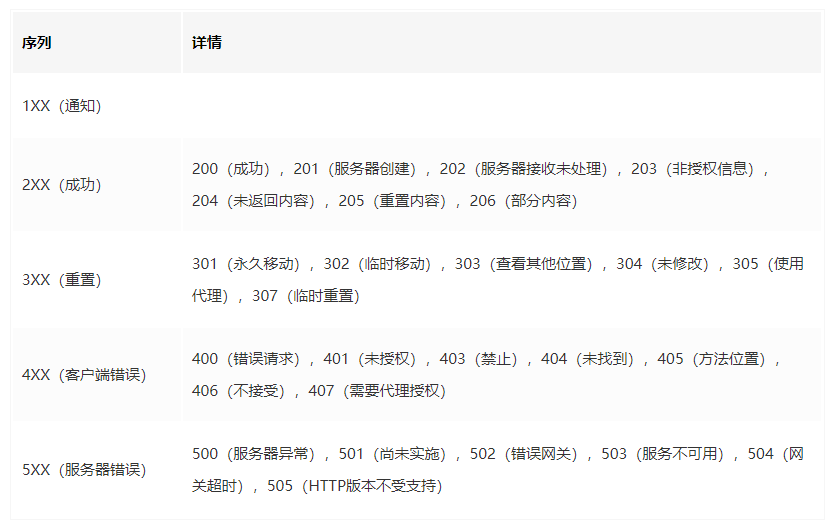 序列 详情
1XX（通知）
2XX（成功） 200（成功），201（服务器创建），202（服务器接收未处理），203（非授权信息），
204（未返回内容），205（重置内容），206（部分内容）
3XX（重置） 301（永久移动），302（临时移动），303（查看其他位置），304（未修改），305（使用
代理），307（临时重置）
4XX（客户端错误） 400（错误请求），401（未授权），403（禁止），404（未找到），405（方法位置），
406（不接受），407（需要代理授权）
5XX（服务器错误） 500（服务器异常），501（尚未实施），502（错误网关），503（服务不可用），504（网
关超时），505（HTTP版本不受支持）